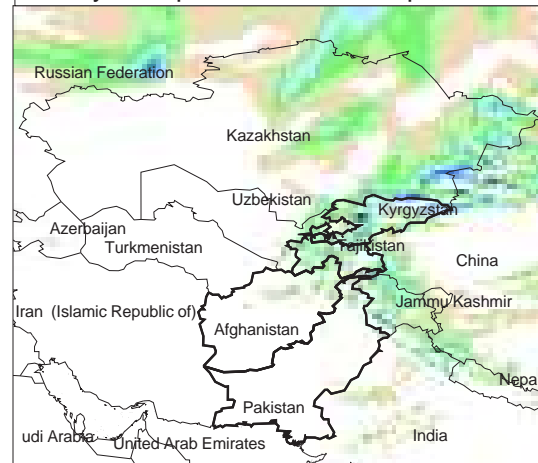 Russian Federation
Kazakhstan
Uzbekistan
Kyrgyzstan
Azerbaijan
Turkmenistan
Tajikistan
China
Iran (Islamic Republic of)
Jammu Kashmir
Afghanistan
Nepa
Pakistan
udi Arabia
United Arab Emirates
India